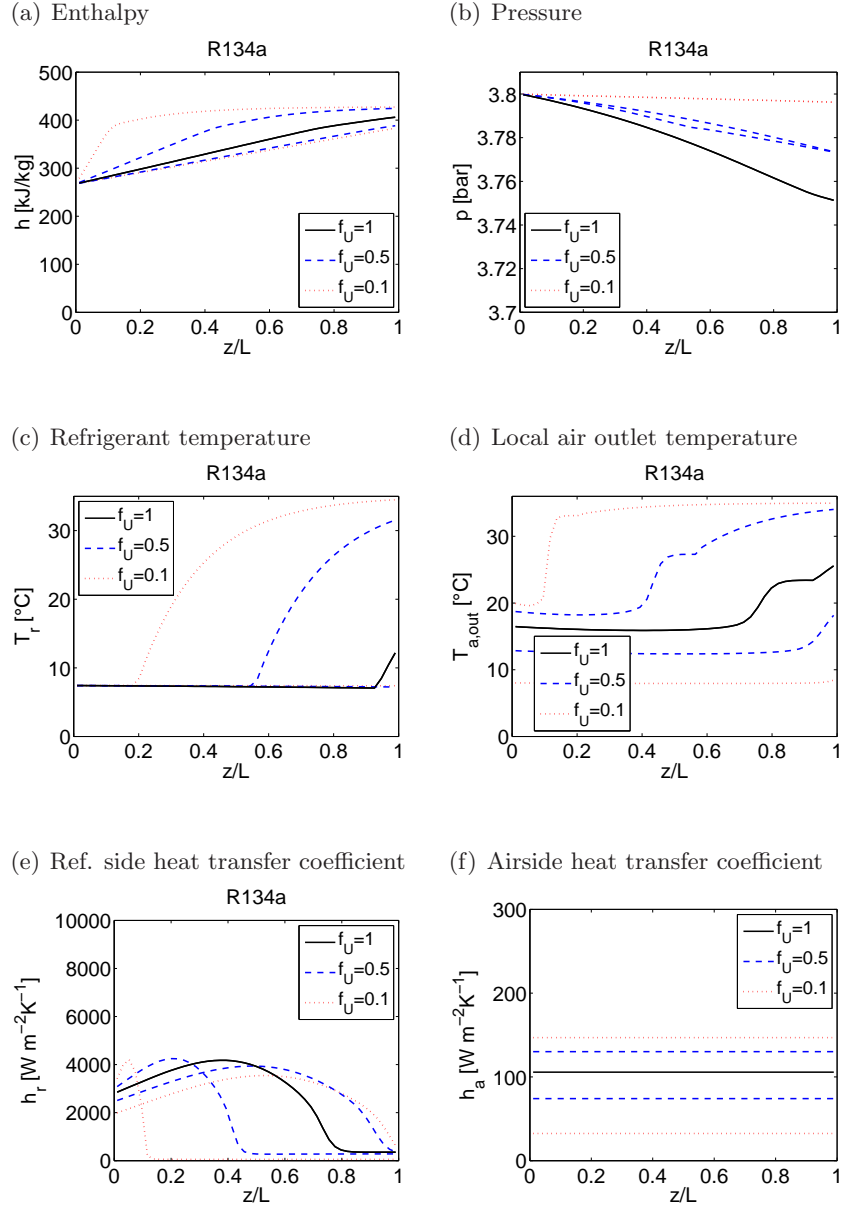 (a) Enthalpy
R134a
500
400
300
200
100
0
h [kJ/kg]
0
0.2
0.4
0.6
0.8
1
z/L
f_U=1
f_U=0.5
f_U=0.1
(b) Pressure
3.8
3.78
3.76
3.74
3.72
3.7
p [bar]
0
0.2
0.4
0.6
0.8
1
z/L
f_U=1
f_U=0.5
f_U=0.1
(c) Refrigerant temperature
R134a
30
20
10
0
T_r [°C]
0
0.2
0.4
0.6
0.8
1
z/L
f_U=1
f_U=0.5
f_U=0.1
(d) Local air outlet temperature
R134a
30
20
10
0
T_a,out [°C]
0
0.2
0.4
0.6
0.8
1
z/L
f_U=1
f_U=0.5
f_U=0.1
(e) Ref. side heat transfer coefficient
R134a
10000
8000
6000
4000
2000
0
h_r [W m⁻²K⁻¹]
0
0.2
0.4
0.6
0.8
1
z/L
f_U=1
f_U=0.5
f_U=0.1
(f) Airside heat transfer coefficient
300
200
100
0
h_a [W m⁻²K⁻¹]
0
0.2
0.4
0.6
0.8
1
z/L
f_U=1
f_U=0.5
f_U=0.1